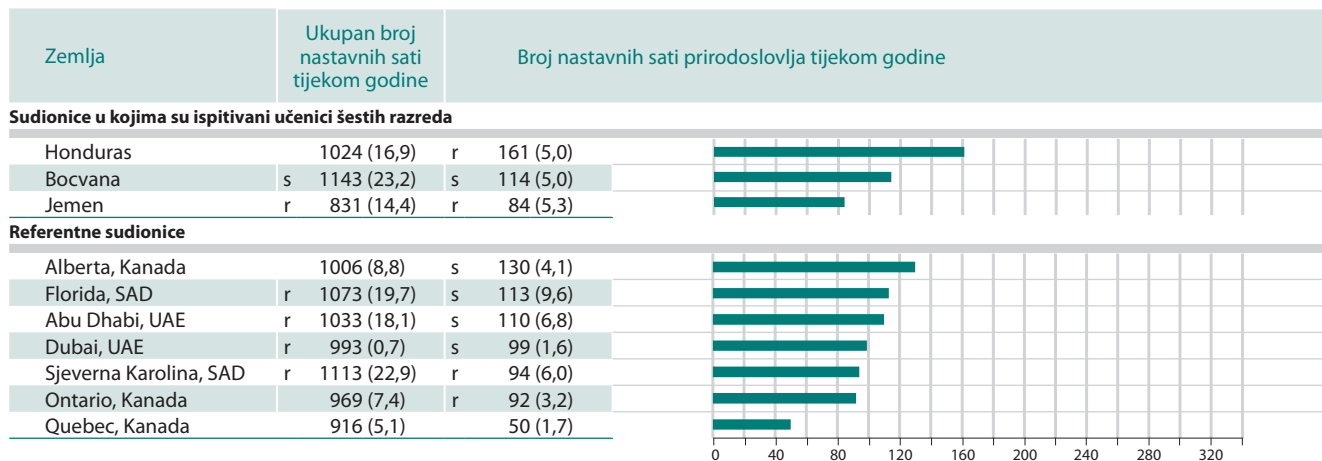 Zemlja
Ukupan broj
nastavnih sati
tijekom godine
Broj nastavnih sati prirodoslovlja tijekom godine
Sudionice u kojima su ispitivani učenici šestih razreda
Honduras 1024 (16,9) r 161 (5,0)
Bocvana s 1143 (23,2) s 114 (5,0)
Jemen r 831 (14,4) r 84 (5,3)
Referentne sudionice
Alberta, Kanada 1006 (8,8) s 130 (4,1)
Florida, SAD r 1073 (19,7) s 113 (9,6)
Abu Dhabi, UAE r 1033 (18,1) s 110 (6,8)
Dubai, UAE r 993 (0,7) s 99 (1,6)
Sjeverna Karolina, SAD r 1113 (22,9) r 94 (6,0)
Ontario, Kanada 969 (7,4) r 92 (3,2)
Quebec, Kanada 916 (5,1) 50 (1,7)
0 40 80 120 160 200 240 280 320